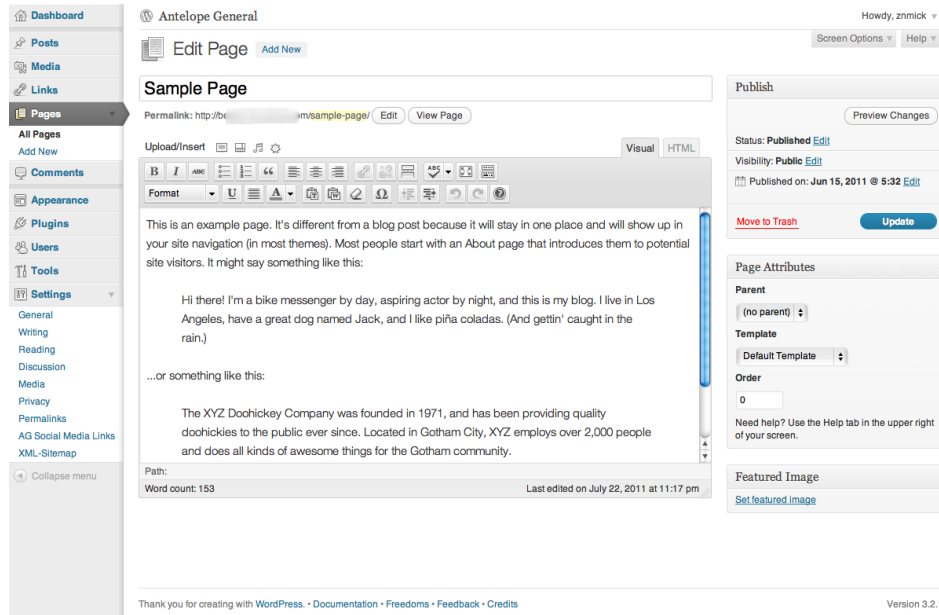 Dashboard
Posts
Media
Links
Pages
All Pages
Add New
Comments
Appearance
Plugins
Users
Tools
Settings
General
Writing
Reading
Discussion
Media
Privacy
Permalinks
AG Social Media Links
XML-Sitemap
Collapse menu
Antelope General
Howdy, znmick
Screen Options
Help
Edit Page Add New
Sample Page
Permalink: http://be m/sample-page/ Edit View Page
Upload/Insert
Visual HTML
B I ABC ABC
Format U A Ω
This is an example page. It's different from a blog post because it will stay in one place and will show up in
your site navigation (in most themes). Most people start with an About page that introduces them to potential
site visitors. It might say something like this:
Hi there! I'm a bike messenger by day, aspiring actor by night, and this is my blog. I live in Los
Angeles, have a great dog named Jack, and I like piña coladas. (And gettin' caught in the
rain.)
...or something like this:
The XYZ Doohickey Company was founded in 1971, and has been providing quality
doohickies to the public ever since. Located in Gotham City, XYZ employs over 2,000 people
and does all kinds of awesome things for the Gotham community.
Path:
Word count: 153
Last edited on July 22, 2011 at 11:17 pm
Publish
Preview Changes
Status: Published Edit
Visibility: Public Edit
Published on: Jun 15, 2011 @ 5:32 Edit
Move to Trash
Update
Page Attributes
Parent
(no parent)
Template
Default Template
Order
0
Need help? Use the Help tab in the upper right
of your screen.
Featured Image
Set featured image
Thank you for creating with WordPress. • Documentation • Freedoms • Feedback • Credits
Version 3.2.